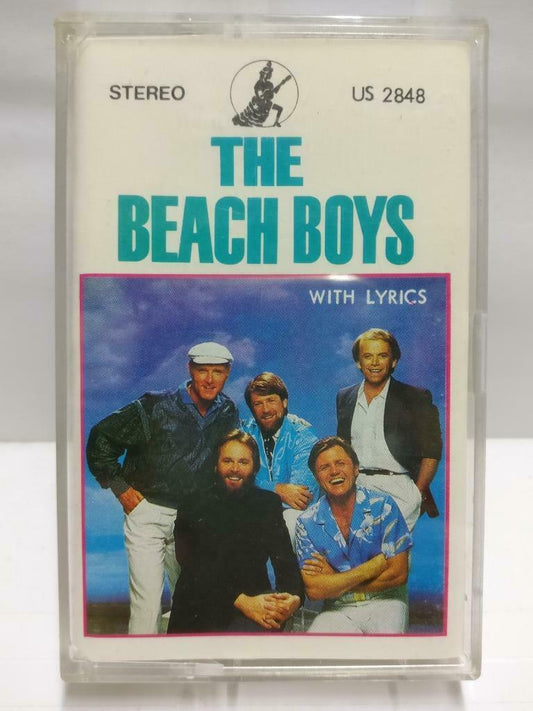 STEREO
US 2848
THE
BEACH BOYS
WITH LYRICS